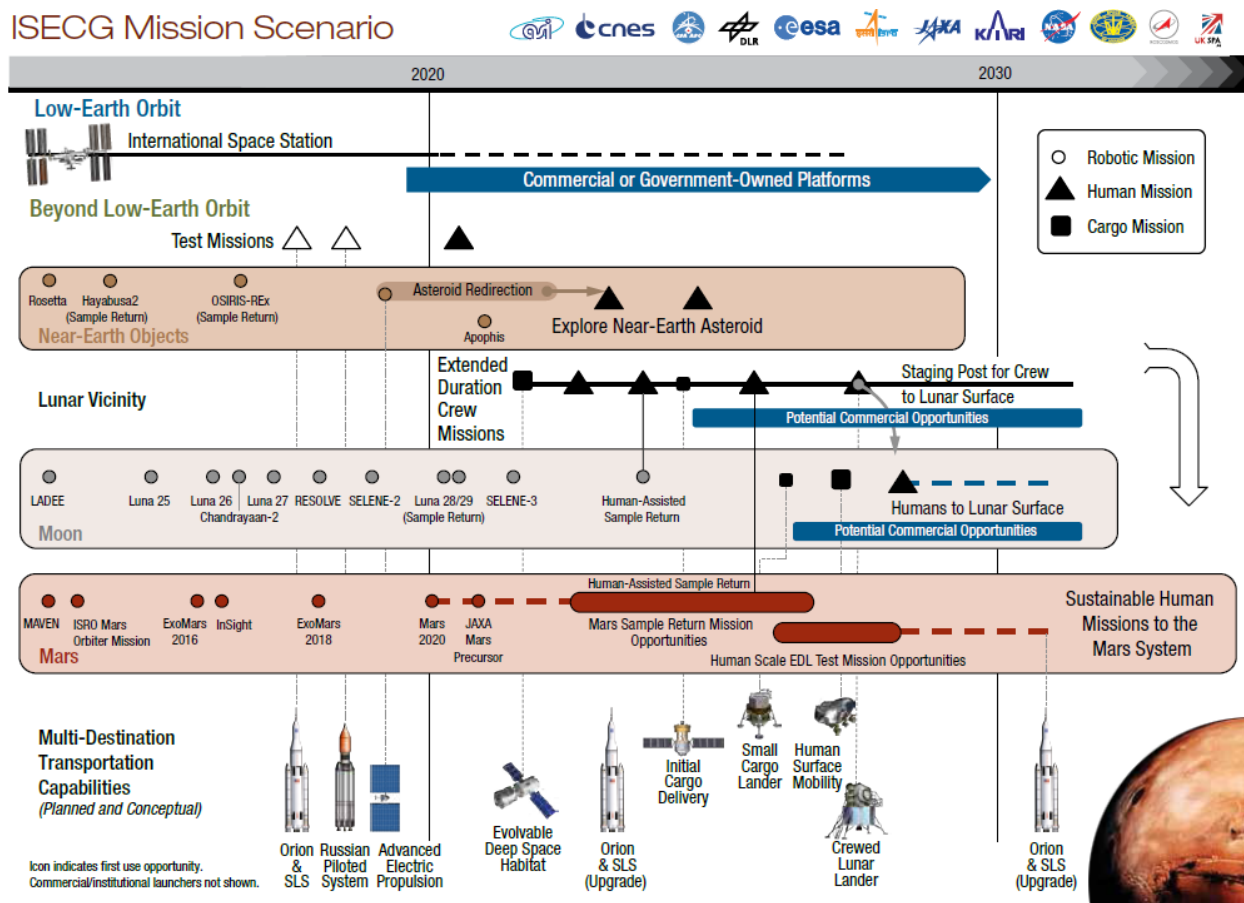 ISECG Mission Scenario
asi
cnes
DLR
esa
isro
JAXA
KARI
NASA
ROSCOSMOS
UK SPA
2020
2030
Low-Earth Orbit
International Space Station
Commercial or Government-Owned Platforms
Robotic Mission
Human Mission
Cargo Mission
Beyond Low-Earth Orbit
Test Missions
Rosetta
Hayabusa2
(Sample Return)
OSIRIS-REx
(Sample Return)
Asteroid Redirection
Apophis
Explore Near-Earth Asteroid
Near-Earth Objects
Lunar Vicinity
Extended
Duration
Crew
Missions
Staging Post for Crew
to Lunar Surface
Potential Commercial Opportunities
LADEE
Luna 25
Luna 26
Chandrayaan-2
Luna 27
RESOLVE
SELENE-2
Luna 28/29
(Sample Return)
SELENE-3
Human-Assisted
Sample Return
Humans to Lunar Surface
Potential Commercial Opportunities
Moon
MAVEN
ISRO Mars
Orbiter Mission
ExoMars
2016
InSight
ExoMars
2018
Mars
2020
JAXA
Mars
Precursor
Human-Assisted Sample Return
Mars Sample Return Mission
Opportunities
Human Scale EDL Test Mission Opportunities
Sustainable Human
Missions to the
Mars System
Mars
Multi-Destination
Transportation
Capabilities
(Planned and Conceptual)
Icon indicates first use opportunity.
Commercial/institutional launchers not shown.
Orion
&
SLS
Russian
Piloted
System
Advanced
Electric
Propulsion
Evolvable
Deep Space
Habitat
Orion
& SLS
(Upgrade)
Initial
Cargo
Delivery
Small
Cargo
Lander
Human
Surface
Mobility
Crewed
Lunar
Lander
Orion
& SLS
(Upgrade)